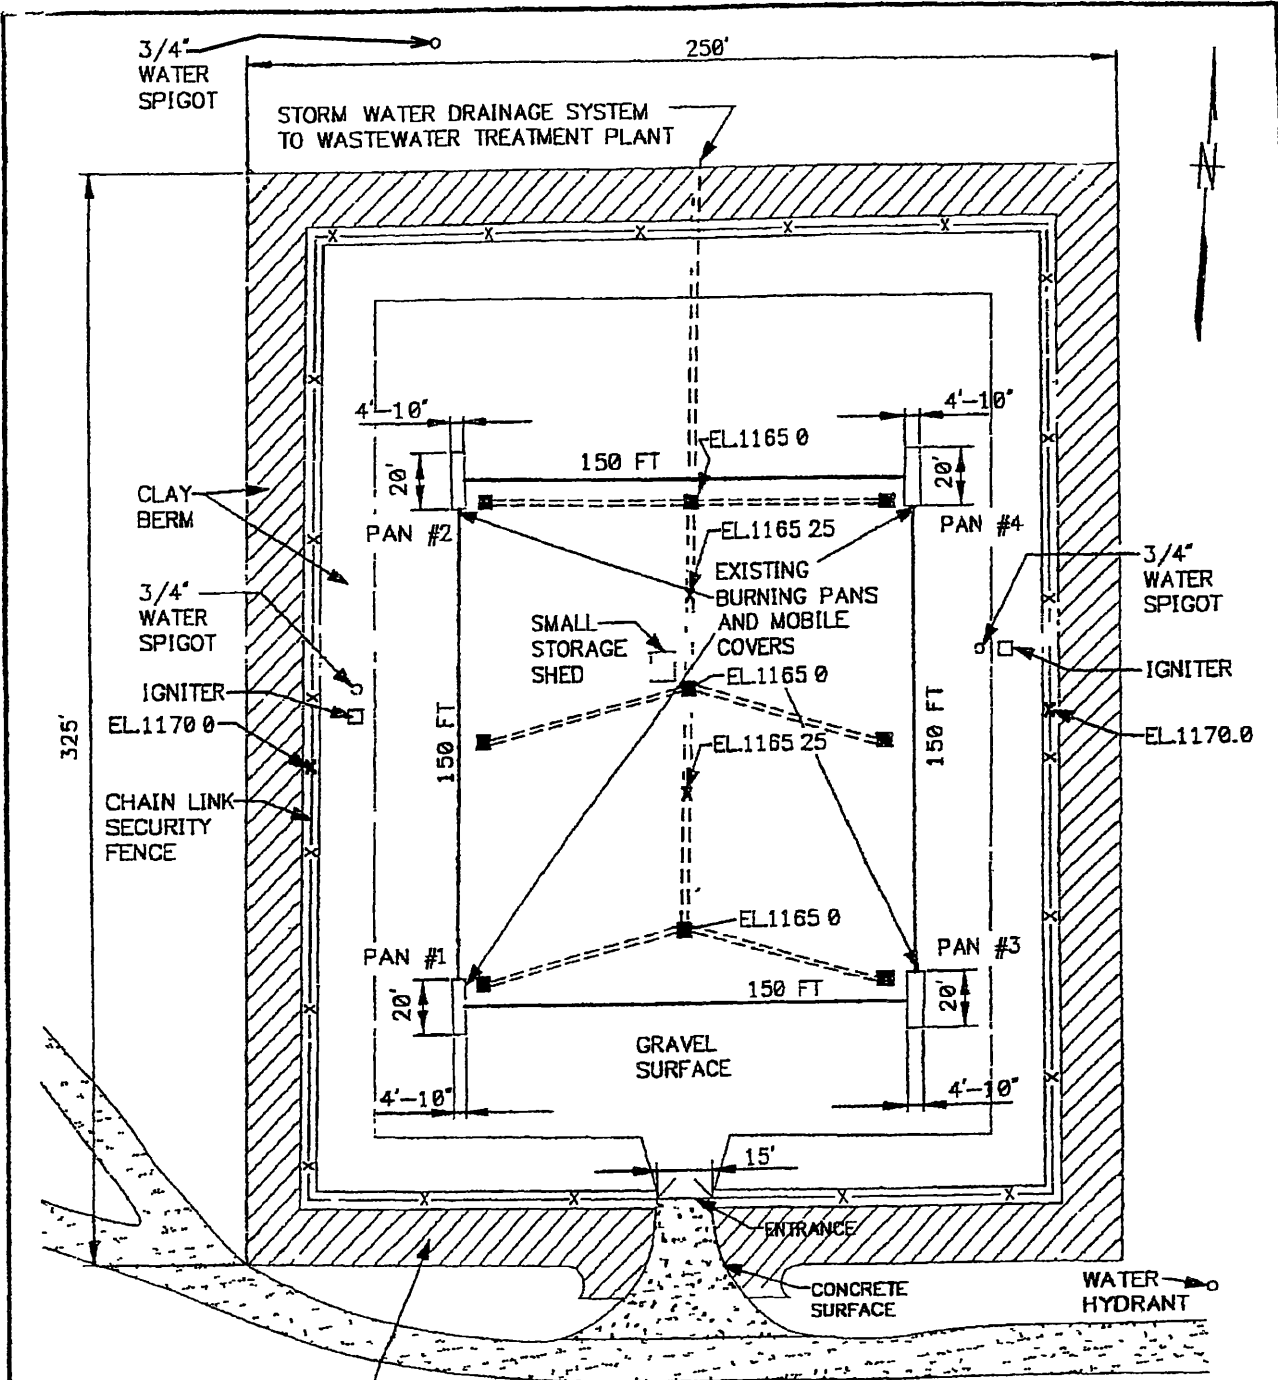 3/4"
WATER
SPIGOT
250'
STORM WATER DRAINAGE SYSTEM
TO WASTEWATER TREATMENT PLANT
N
4'-10"
4'-10"
EL.1165 0
150 FT
20'
20'
CLAY
BERM
PAN #2
PAN #4
EL.1165 25
EXISTING
BURNING PANS
AND MOBILE
COVERS
3/4"
WATER
SPIGOT
3/4"
WATER
SPIGOT
SMALL
STORAGE
SHED
IGNITER
IGNITER
EL.1165 0
EL.1170 0
EL.1170.0
325'
150 FT
150 FT
EL.1165 25
CHAIN LINK
SECURITY
FENCE
EL.1165 0
PAN #1
PAN #3
150 FT
20'
20'
GRAVEL
SURFACE
4'-10"
4'-10"
15'
ENTRANCE
CONCRETE
SURFACE
WATER
HYDRANT